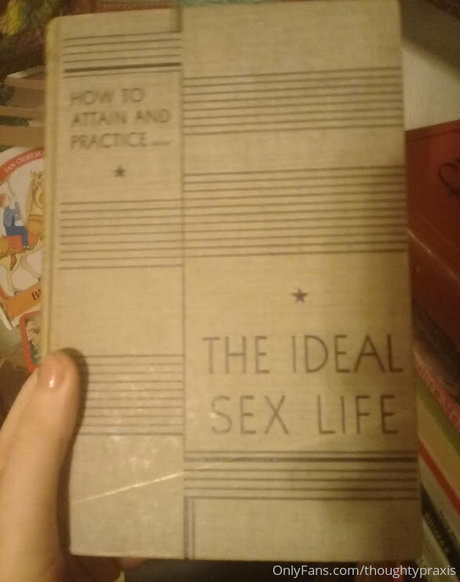 HOW TO
ATTAIN AND
PRACTICE....
THE IDEAL
SEX LIFE
OnlyFans.com/thoughtypraxis